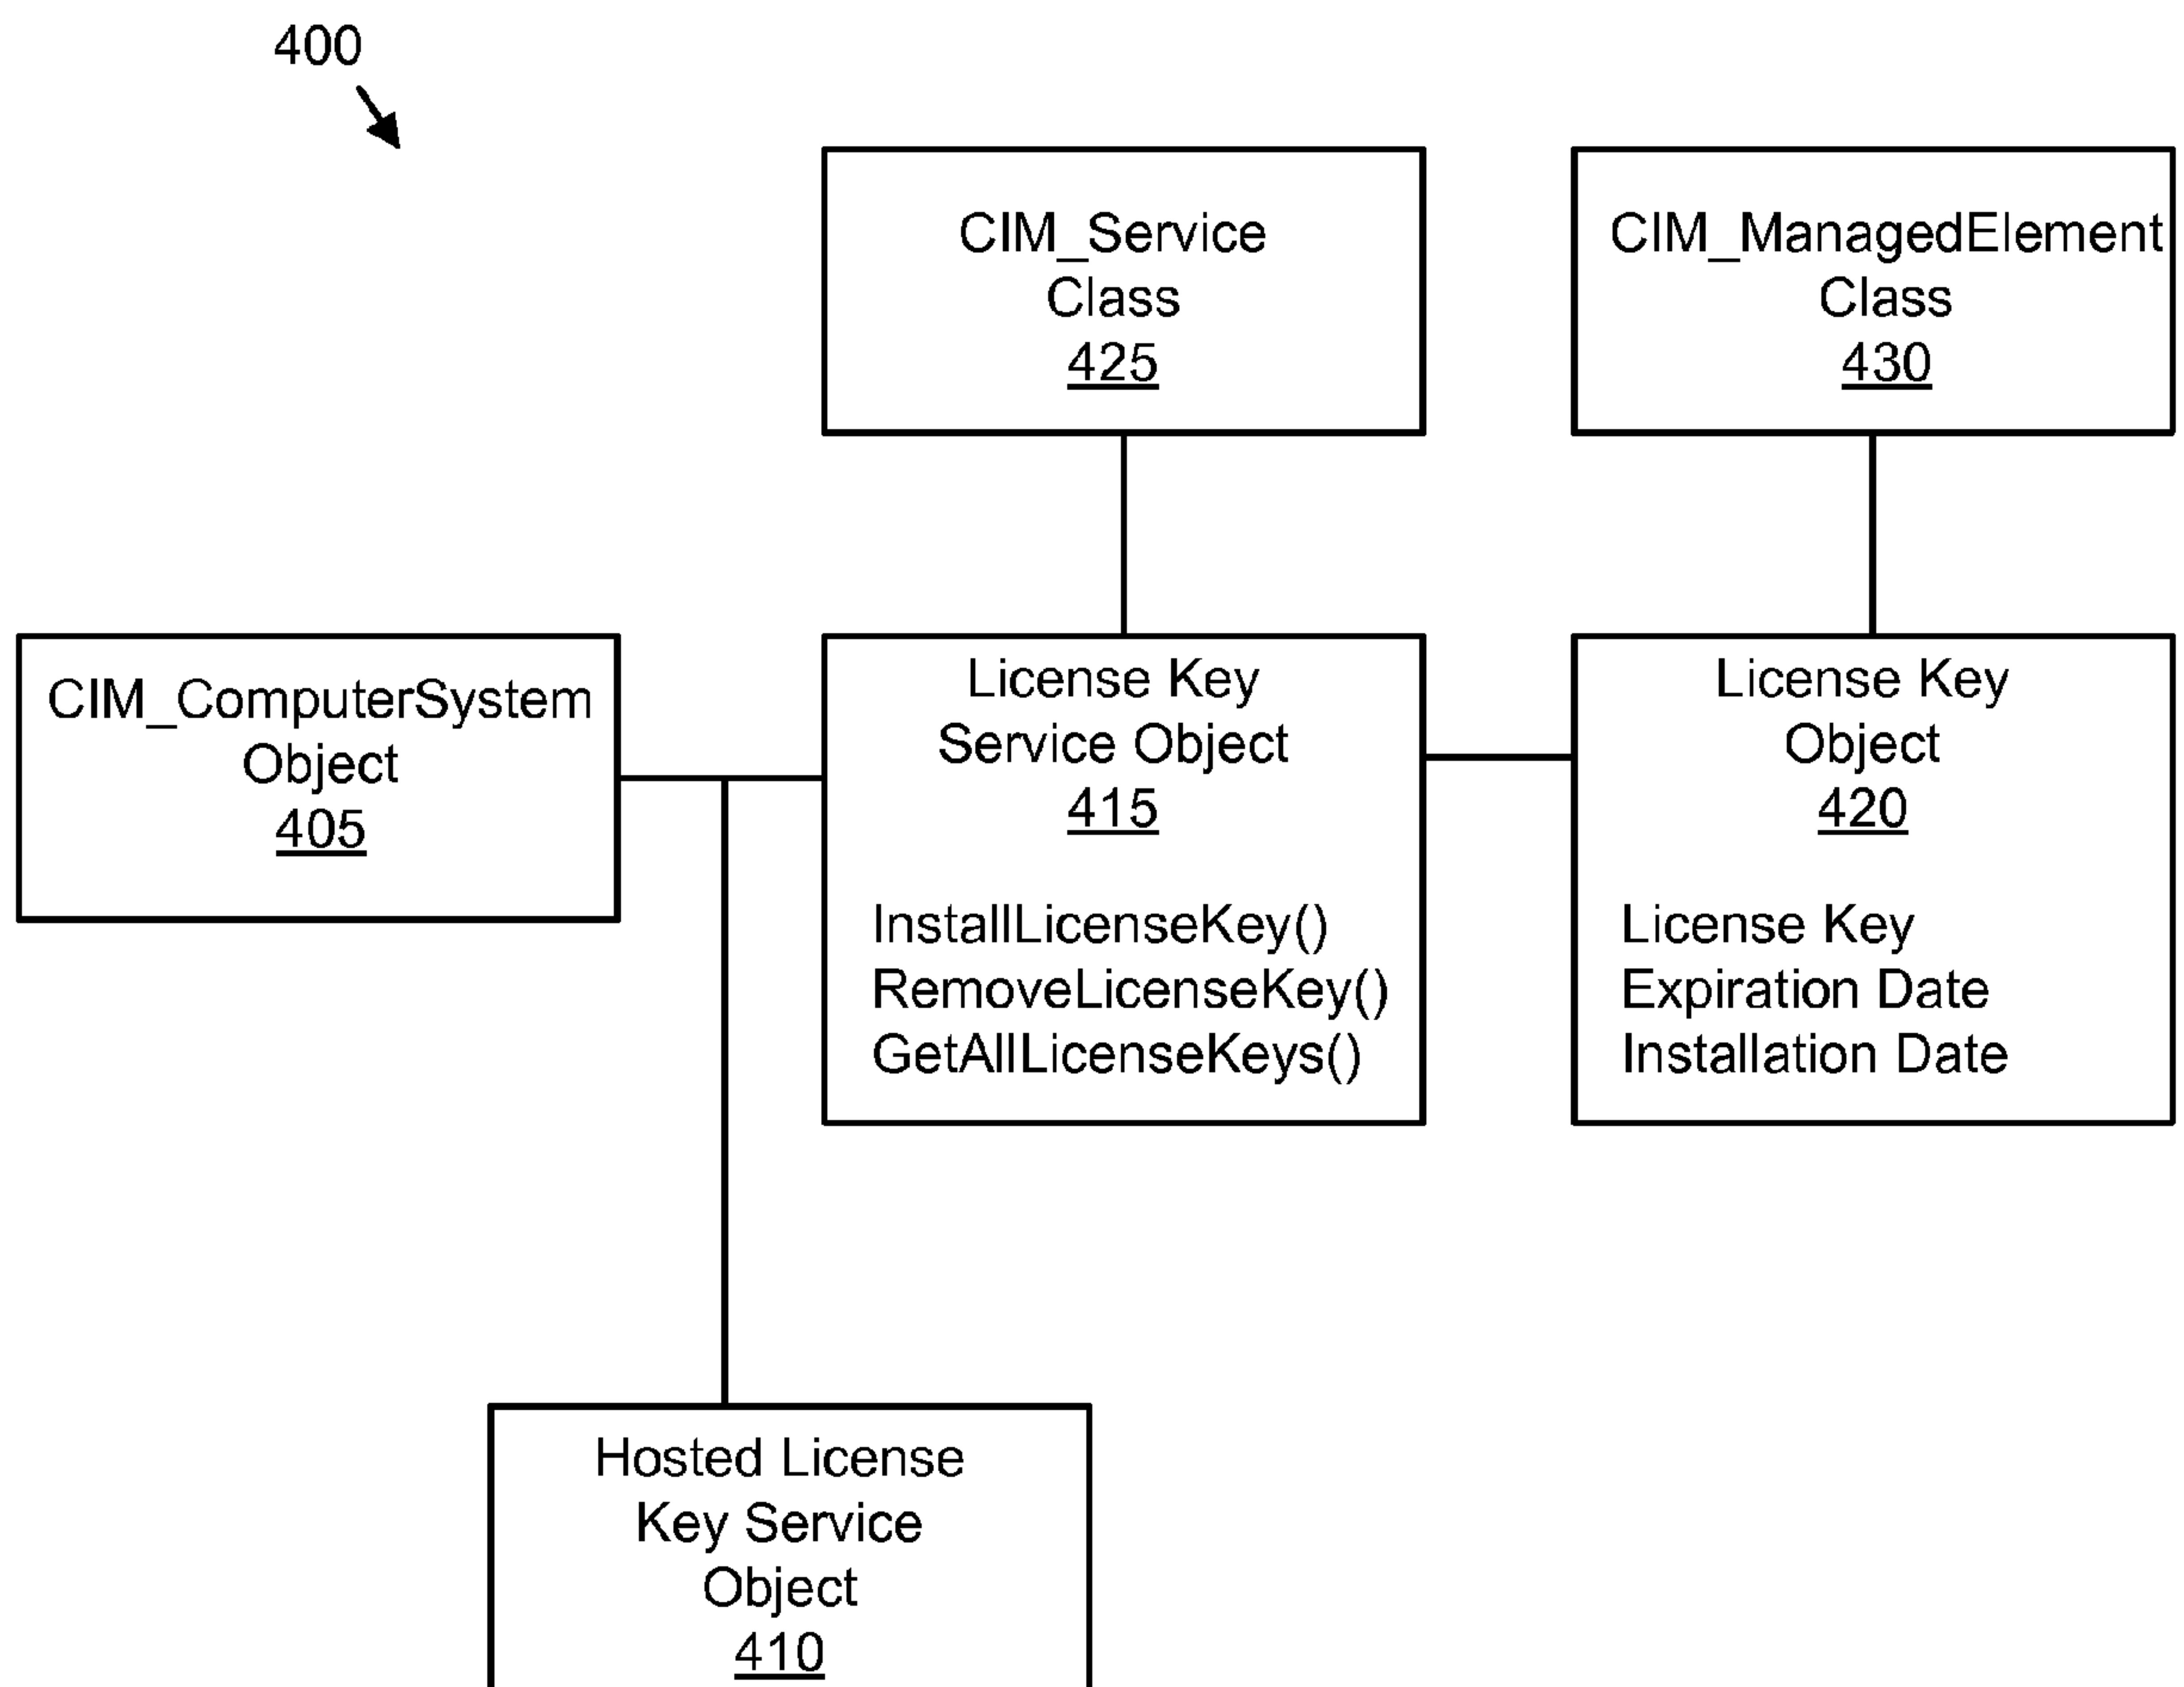 400
CIM_Service
Class
425
CIM_ManagedElement
Class
430
CIM_ComputerSystem
Object
405
License Key
Service Object
415
InstallLicenseKey()
RemoveLicenseKey()
GetAllLicenseKeys()
License Key
Object
420
License Key
Expiration Date
Installation Date
Hosted License
Key Service
Object
410